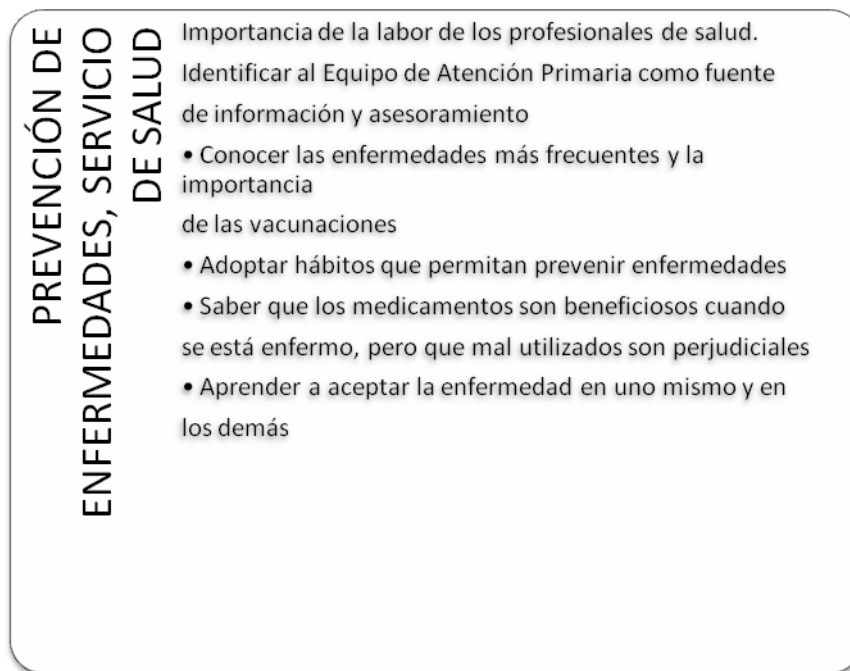 PREVENCIÓN DE
ENFERMEDADES, SERVICIO
DE SALUD
Importancia de la labor de los profesionales de salud.
Identificar al Equipo de Atención Primaria como fuente
de información y asesoramiento
• Conocer las enfermedades más frecuentes y la
importancia
de las vacunaciones
• Adoptar hábitos que permitan prevenir enfermedades
• Saber que los medicamentos son beneficiosos cuando
se está enfermo, pero que mal utilizados son perjudiciales
• Aprender a aceptar la enfermedad en uno mismo y en
los demás